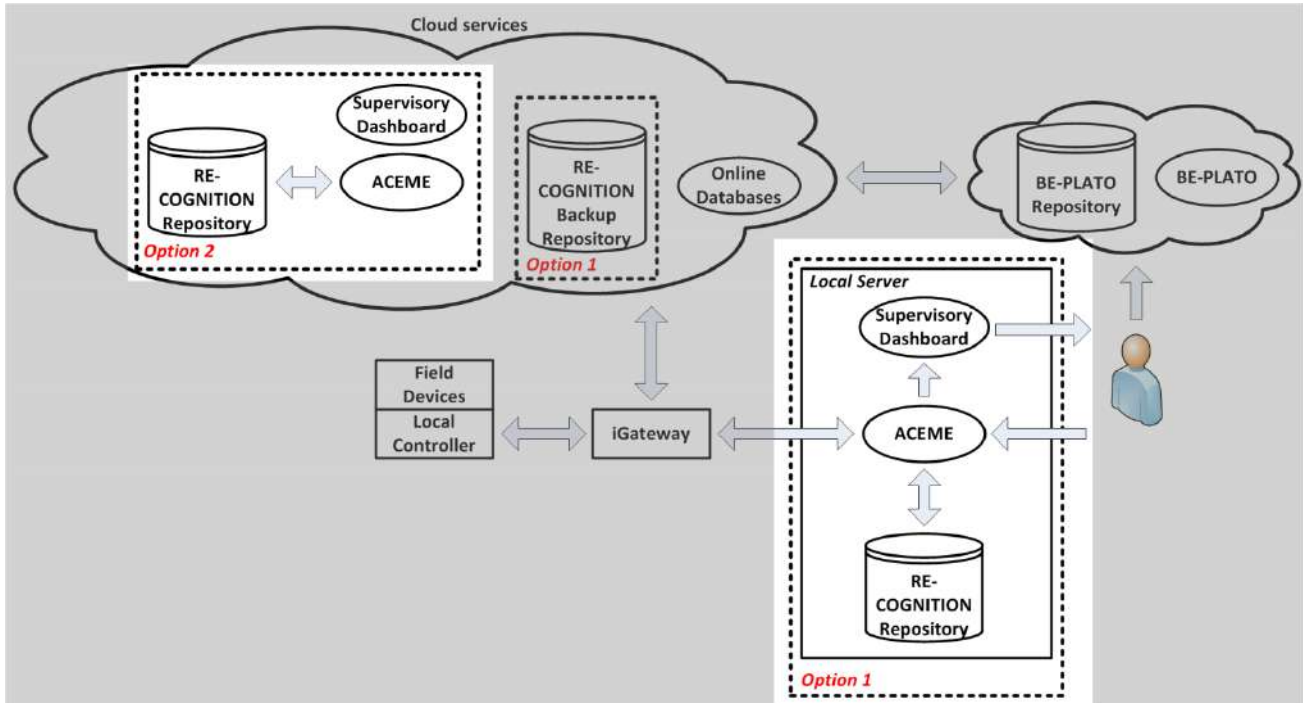 Cloud services
Supervisory
Dashboard
RE-
COGNITION
Repository
ACEME
Option 2
RE-
COGNITION
Backup
Repository
Option 1
Online
Databases
BE-PLATO
Repository
BE-PLATO
Local Server
Supervisory
Dashboard
Field
Devices
Local
Controller
iGateway
ACEME
RE-
COGNITION
Repository
Option 1